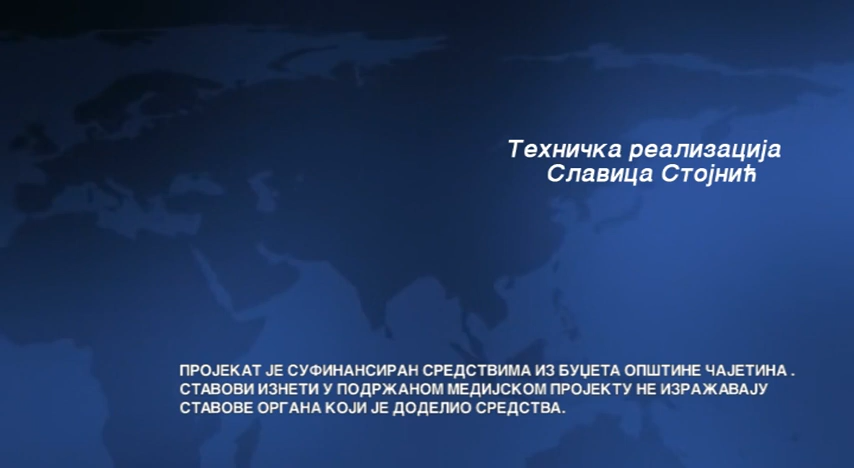 Техничка реализација
Славица Стојнић
ПРОЈЕКАТ ЈЕ СУФИНАНСИРАН СРЕДСТВИМА ИЗ БУЏЕТА ОПШТИНЕ ЧАЈЕТИНА .
СТАВОВИ ИЗНЕТИ У ПОДРЖАНОМ МЕДИЈСКОМ ПРОЈЕКТУ НЕ ИЗРАЖАВАЈУ
СТАВОВЕ ОРГАНА КОЈИ ЈЕ ДОДЕЛИО СРЕДСТВА.